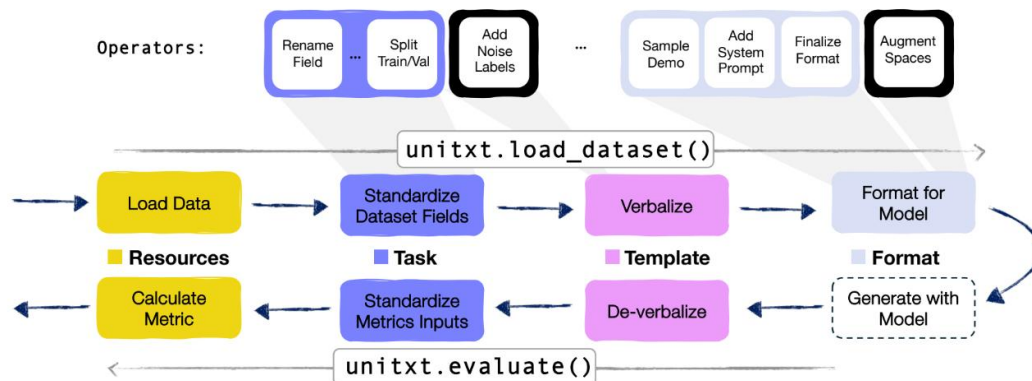 Operators:
Rename
Field
...
Split
Train/Val
Add
Noise
Labels
...
Sample
Demo
Add
System
Prompt
Finalize
Format
Augment
Spaces
unitxt.load_dataset()
Load Data
Standardize
Dataset Fields
Verbalize
Format for
Model
Resources
Task
Template
Format
Calculate
Metric
Standardize
Metrics Inputs
De-verbalize
Generate with
Model
unitxt.evaluate()